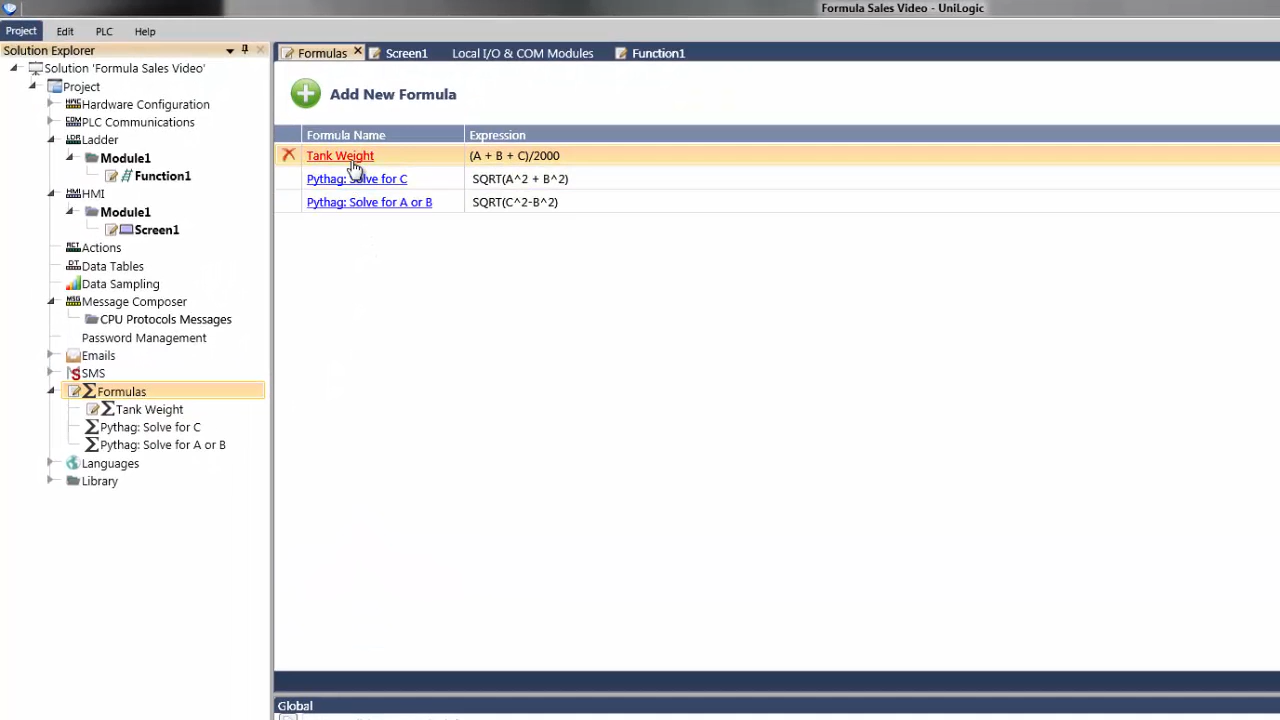 Formula Sales Video - UniLogic
Project Edit PLC Help
Solution Explorer
Formulas Screen1 Local I/O & COM Modules Function1
Solution 'Formula Sales Video'
Project
Add New Formula
Hardware Configuration
PLC Communications
Ladder
Module1
Function1
HMI
Module1
Screen1
Actions
Data Tables
Data Sampling
Message Composer
CPU Protocols Messages
Password Management
Emails
SMS
Formulas
Tank Weight
Pythag: Solve for C
Pythag: Solve for A or B
Languages
Library
Formula Name Expression
Tank Weight (A + B + C)/2000
Pythag: Solve for C SQRT(A^2 + B^2)
Pythag: Solve for A or B SQRT(C^2-B^2)
Global